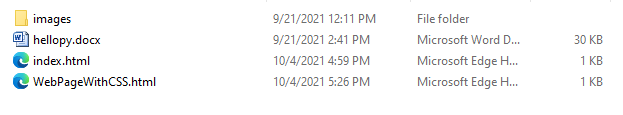 images 9/21/2021 12:11 PM File folder
hellopy.docx 9/21/2021 2:41 PM Microsoft Word D... 30 KB
index.html 10/4/2021 4:59 PM Microsoft Edge H... 1 KB
WebPageWithCSS.html 10/4/2021 5:26 PM Microsoft Edge H... 1 KB